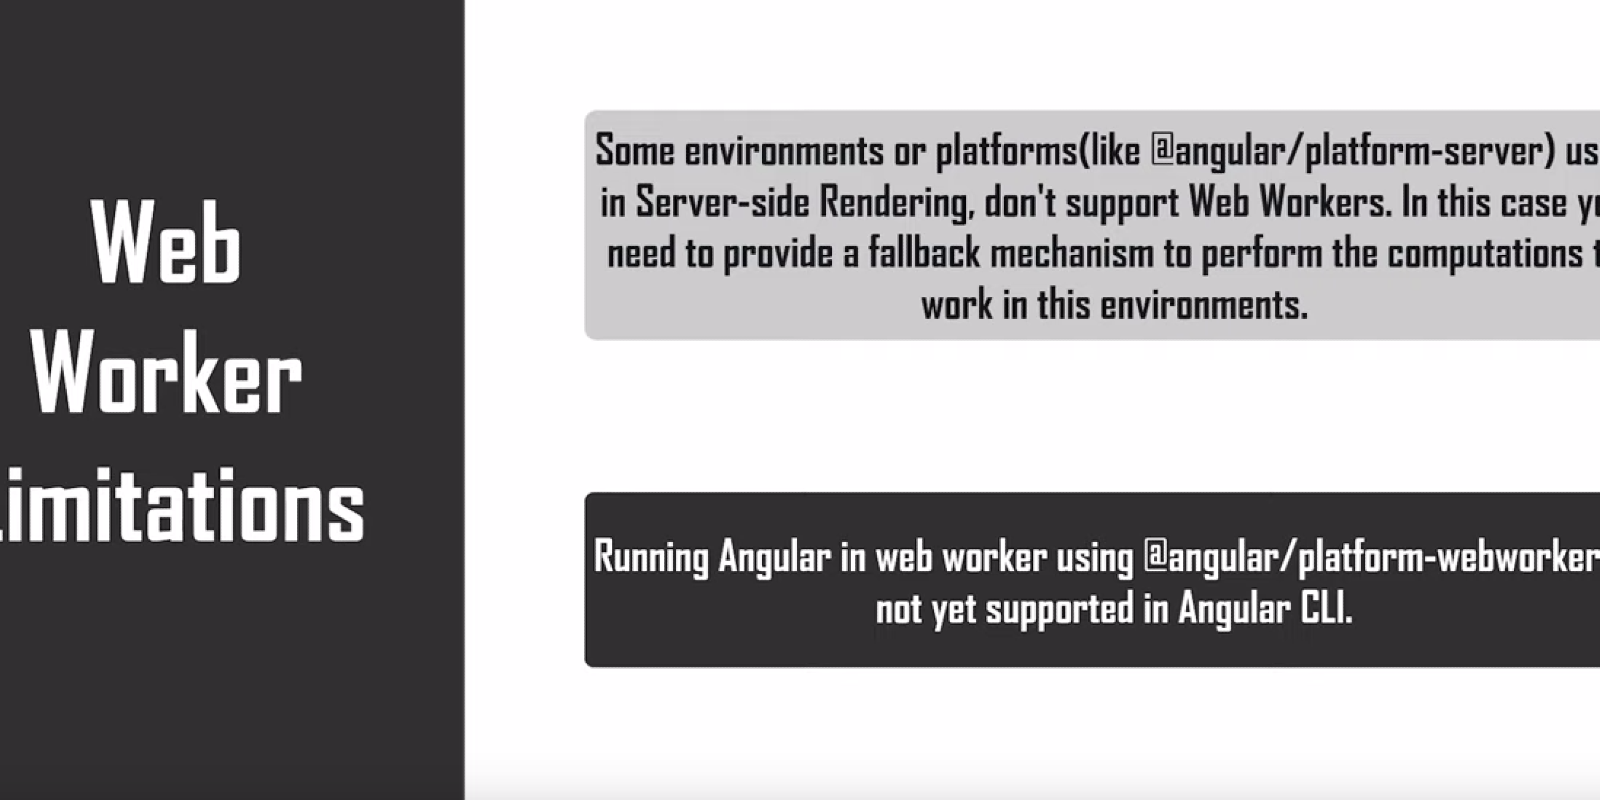 Web
Worker
imitations
Some environments or platforms(like @angular/platform-server) us
in Server-side Rendering, don't support Web Workers. In this case y
need to provide a fallback mechanism to perform the computations t
work in this environments.
Running Angular in web worker using @angular/platform-webworker
not yet supported in Angular CLI.